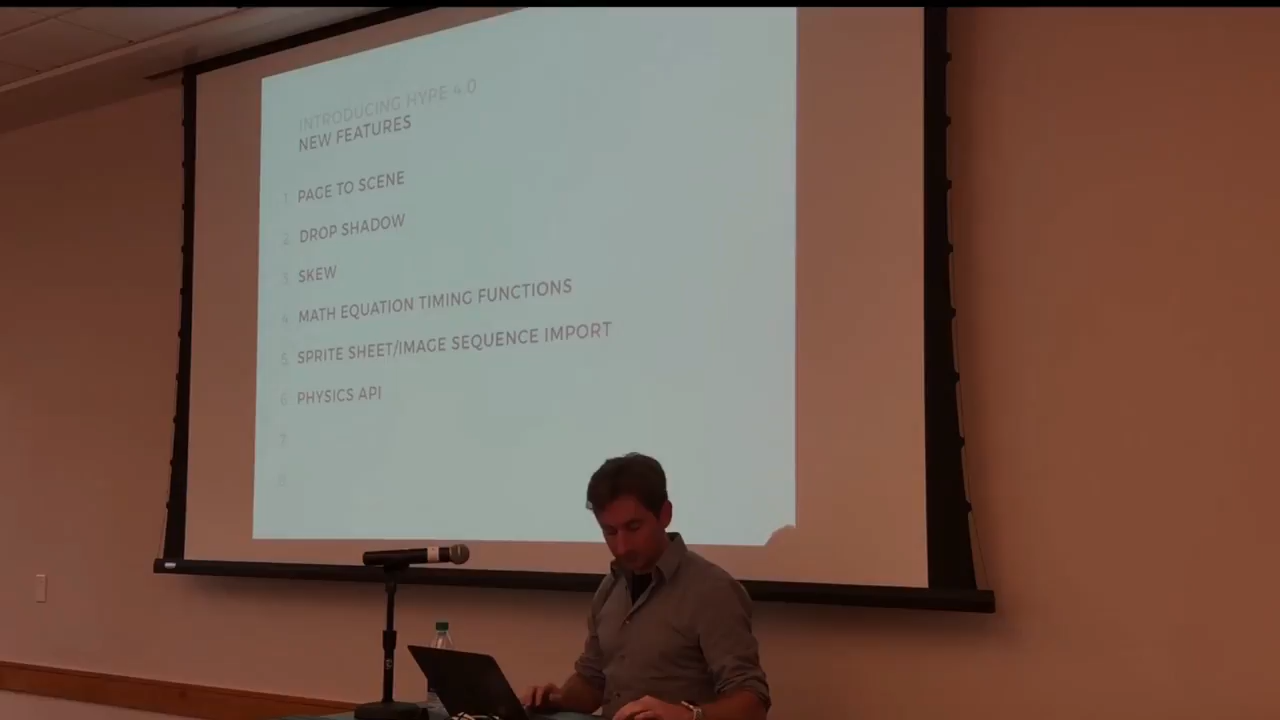 INTRODUCING HYPE 4.0
NEW FEATURES
1. PAGE TO SCENE
2. DROP SHADOW
3. SKEW
4. MATH EQUATION TIMING FUNCTIONS
5. SPRITE SHEET/IMAGE SEQUENCE IMPORT
6. PHYSICS API
7.
8.